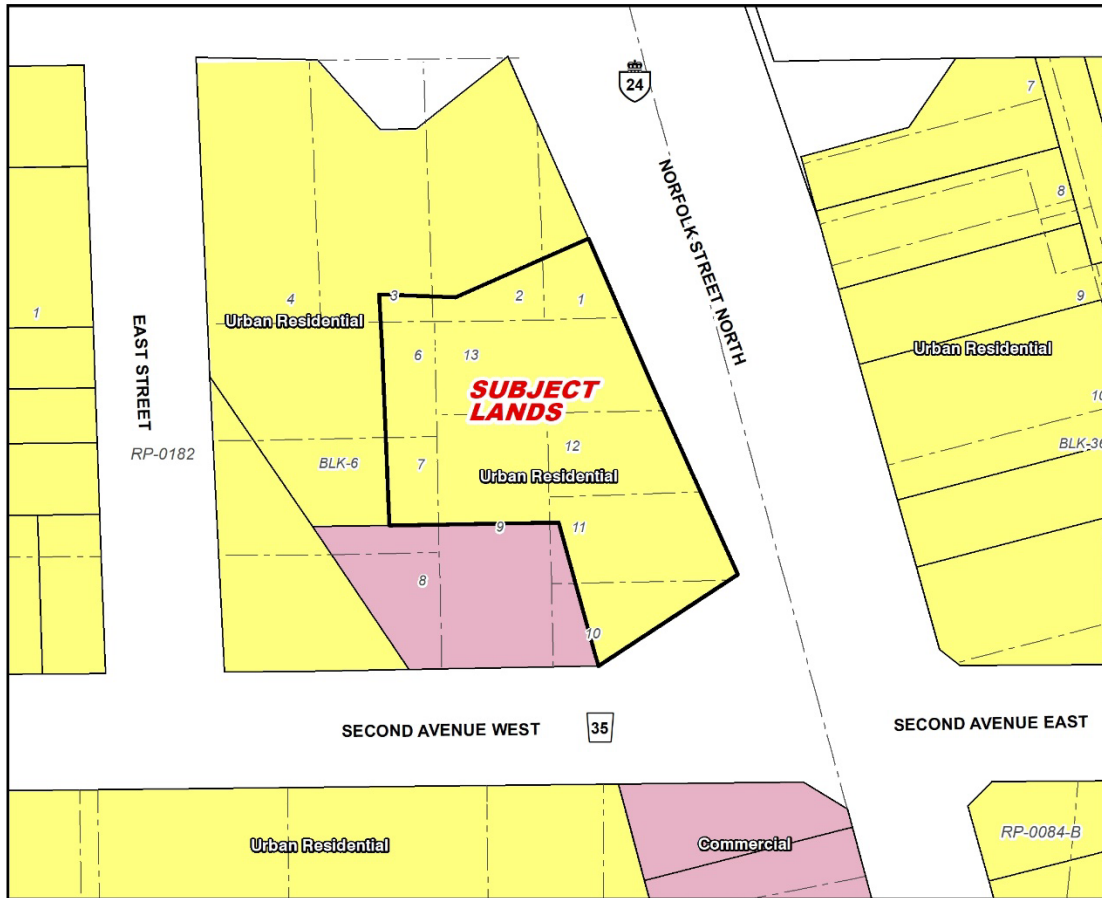 24
7
NORFOLK STREET NORTH
8
1
EAST STREET
4
3
2
1
9
Urban Residential
Urban Residential
6
13
SUBJECT
LANDS
10
RP-0182
BLK-6
7
12
BLK-36
Urban Residential
9
11
8
10
SECOND AVENUE WEST
35
SECOND AVENUE EAST
Urban Residential
Commercial
RP-0084-B